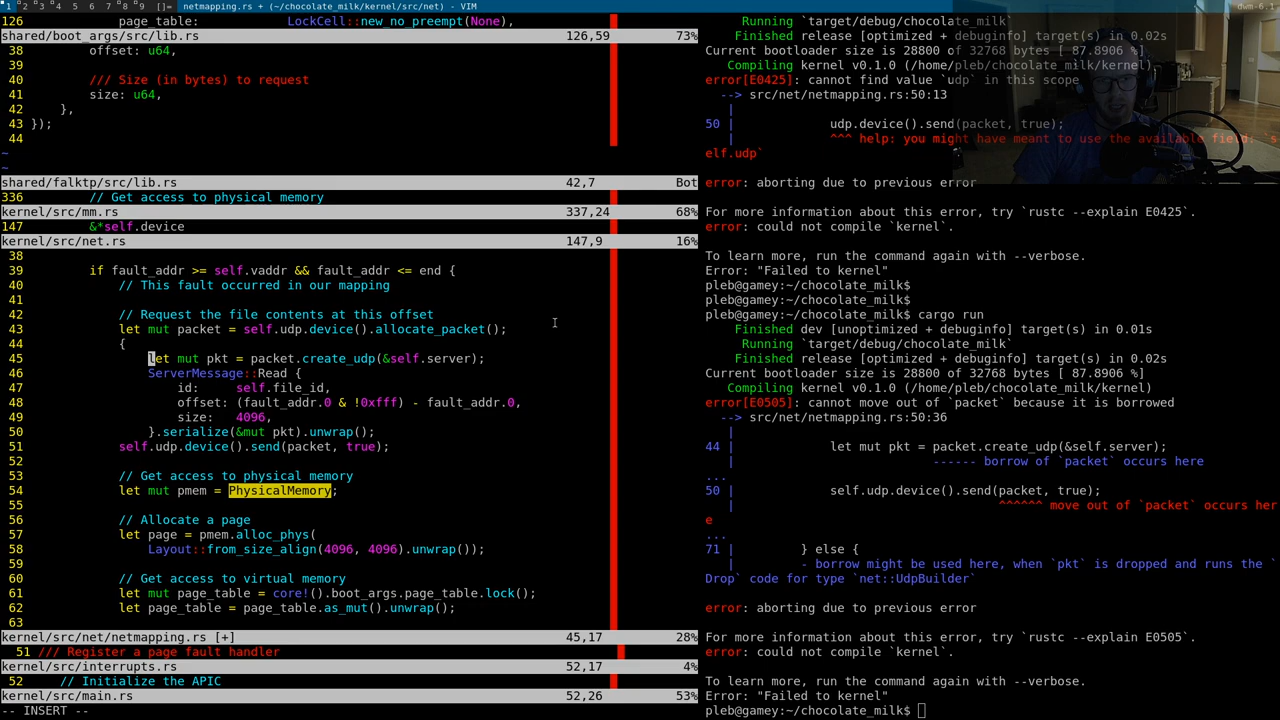 1 2 3 4 5 6 7 8 9 []= netmapping.rs + (~/chocolate_milk/kernel/src/net) - VIM dwm-6.1
126 page_table: LockCell::new_no_preempt(None),
shared/boot_args/src/lib.rs 126,59 73%
38 offset: u64,
39
40 /// Size (in bytes) to request
41 size: u64,
42 },
43 });
44
~
~
shared/falktp/src/lib.rs 42,7 Bot
336 // Get access to physical memory
kernel/src/mm.rs 337,24 68%
147 &*self.device
kernel/src/net.rs 147,9 16%
38
39 if fault_addr >= self.vaddr && fault_addr <= end {
40 // This fault occurred in our mapping
41
42 // Request the file contents at this offset
43 let mut packet = self.udp.device().allocate_packet();
44 {
45 let mut pkt = packet.create_udp(&self.server);
46 ServerMessage::Read {
47 id: self.file_id,
48 offset: (fault_addr.0 & !0xfff) - fault_addr.0,
49 size: 4096,
50 }.serialize(&mut pkt).unwrap();
51 self.udp.device().send(packet, true);
52
53 // Get access to physical memory
54 let mut pmem = PhysicalMemory;
55
56 // Allocate a page
57 let page = pmem.alloc_phys(
58 Layout::from_size_align(4096, 4096).unwrap());
59
60 // Get access to virtual memory
61 let mut page_table = core!().boot_args.page_table.lock();
62 let page_table = page_table.as_mut().unwrap();
63
kernel/src/net/netmapping.rs [+] 45,17 28%
51 /// Register a page fault handler
kernel/src/interrupts.rs 52,17 4%
52 // Initialize the APIC
kernel/src/main.rs 52,26 53%
-- INSERT --
Running `target/debug/chocolate_milk`
Finished release [optimized + debuginfo] target(s) in 0.02s
Current bootloader size is 28800 of 32768 bytes [ 87.8906 %]
Compiling kernel v0.1.0 (/home/pleb/chocolate_milk/kernel)
error[E0425]: cannot find value `udp` in this scope
--> src/net/netmapping.rs:50:13
|
50 | udp.device().send(packet, true);
| ^^^ help: you might have meant to use the available field: `s
elf.udp`

error: aborting due to previous error

For more information about this error, try `rustc --explain E0425`.
error: could not compile `kernel`.

To learn more, run the command again with --verbose.
Error: "Failed to kernel"
pleb@gamey:~/chocolate_milk$
pleb@gamey:~/chocolate_milk$
pleb@gamey:~/chocolate_milk$ cargo run
Finished dev [unoptimized + debuginfo] target(s) in 0.01s
Running `target/debug/chocolate_milk`
Finished release [optimized + debuginfo] target(s) in 0.02s
Current bootloader size is 28800 of 32768 bytes [ 87.8906 %]
Compiling kernel v0.1.0 (/home/pleb/chocolate_milk/kernel)
error[E0505]: cannot move out of `packet` because it is borrowed
--> src/net/netmapping.rs:50:36
|
44 | let mut pkt = packet.create_udp(&self.server);
| ------ borrow of `packet` occurs here
...
50 | self.udp.device().send(packet, true);
| ^^^^^^ move out of `packet` occurs her
e
...
71 | } else {
| - borrow might be used here, when `pkt` is dropped and runs the `
Drop` code for type `net::UdpBuilder`

error: aborting due to previous error

For more information about this error, try `rustc --explain E0505`.
error: could not compile `kernel`.

To learn more, run the command again with --verbose.
Error: "Failed to kernel"
pleb@gamey:~/chocolate_milk$